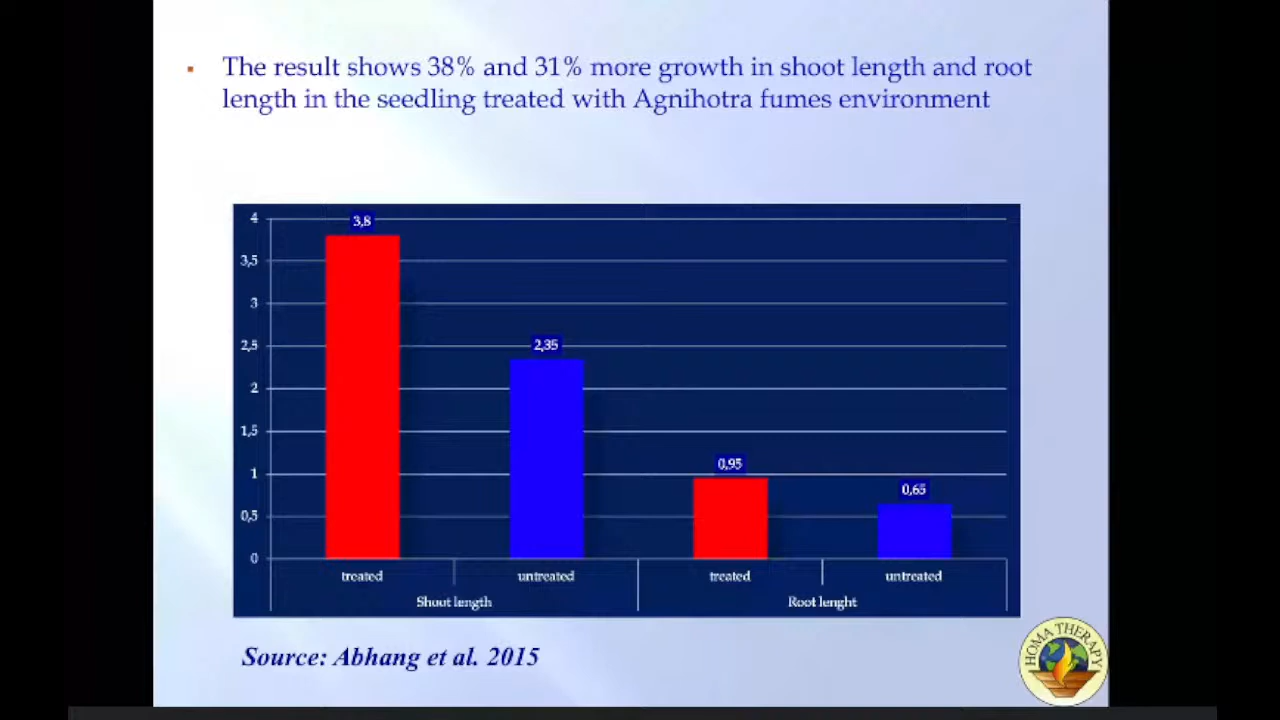 ▪ The result shows 38% and 31% more growth in shoot length and root
length in the seedling treated with Agnihotra fumes environment
4
3,5
3
2,5
2
1,5
1
0,5
0
3,8
2,35
0,95
0,65
treated
untreated
treated
untreated
Shoot length
Root lenght
Source: Abhang et al. 2015
HOMA THERAPY